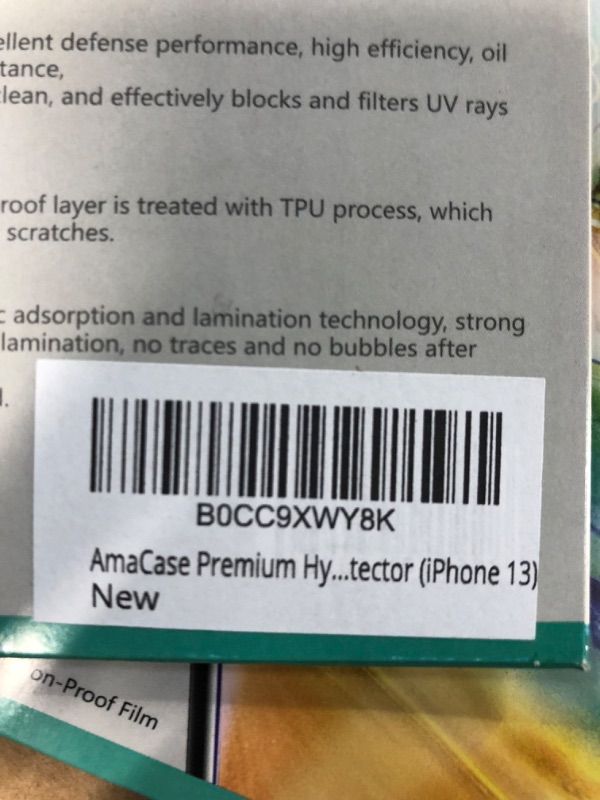 ellent defense performance, high efficiency, oil
tance,
lean, and effectively blocks and filters UV rays
roof layer is treated with TPU process, which
scratches.
c adsorption and lamination technology, strong
lamination, no traces and no bubbles after
l.
B0CC9XWY8K
AmaCase Premium Hy...tector (iPhone 13)
New
on-Proof Film